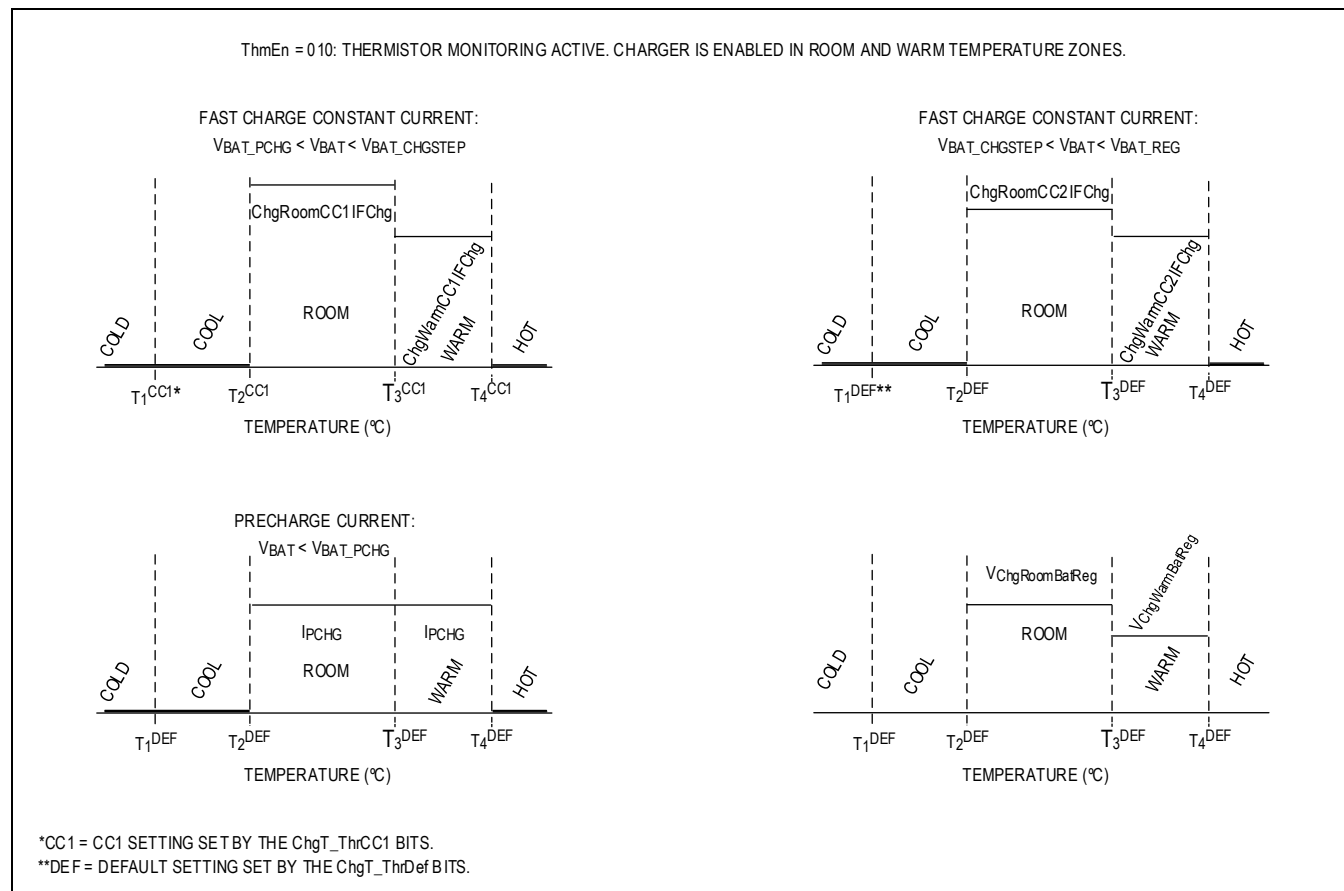 ThmEn = 010: THERMISTOR MONITORING ACTIVE. CHARGER IS ENABLED IN ROOM AND WARM TEMPERATURE ZONES.
FAST CHARGE CONSTANT CURRENT:
VBAT_PCHG < VBAT < VBAT_CHGSTEP
ChgRoomCC1IFChg
COLD
COOL
ROOM
ChgWarmCC1IFChg
WARM
HOT
T1CC1*
T2CC1
T3CC1
T4CC1
TEMPERATURE (ºC)
FAST CHARGE CONSTANT CURRENT:
VBAT_CHGSTEP < VBAT < VBAT_REG
ChgRoomCC2IFChg
COLD
COOL
ROOM
ChgWarmCC2IFChg
WARM
HOT
T1DEF**
T2DEF
T3DEF
T4DEF
TEMPERATURE (ºC)
PRECHARGE CURRENT:
VBAT < VBAT_PCHG
IPCHG
IPCHG
COLD
COOL
ROOM
WARM
HOT
T1DEF
T2DEF
T3DEF
T4DEF
TEMPERATURE (ºC)
VChgRoomBatReg
VChgWarmBatReg
COLD
COOL
ROOM
WARM
HOT
T1DEF
T2DEF
T3DEF
T4DEF
TEMPERATURE (ºC)
*CC1 = CC1 SETTING SET BY THE ChgT_ThrCC1 BITS.
**DEF = DEFAULT SETTING SET BY THE ChgT_ThrDef BITS.